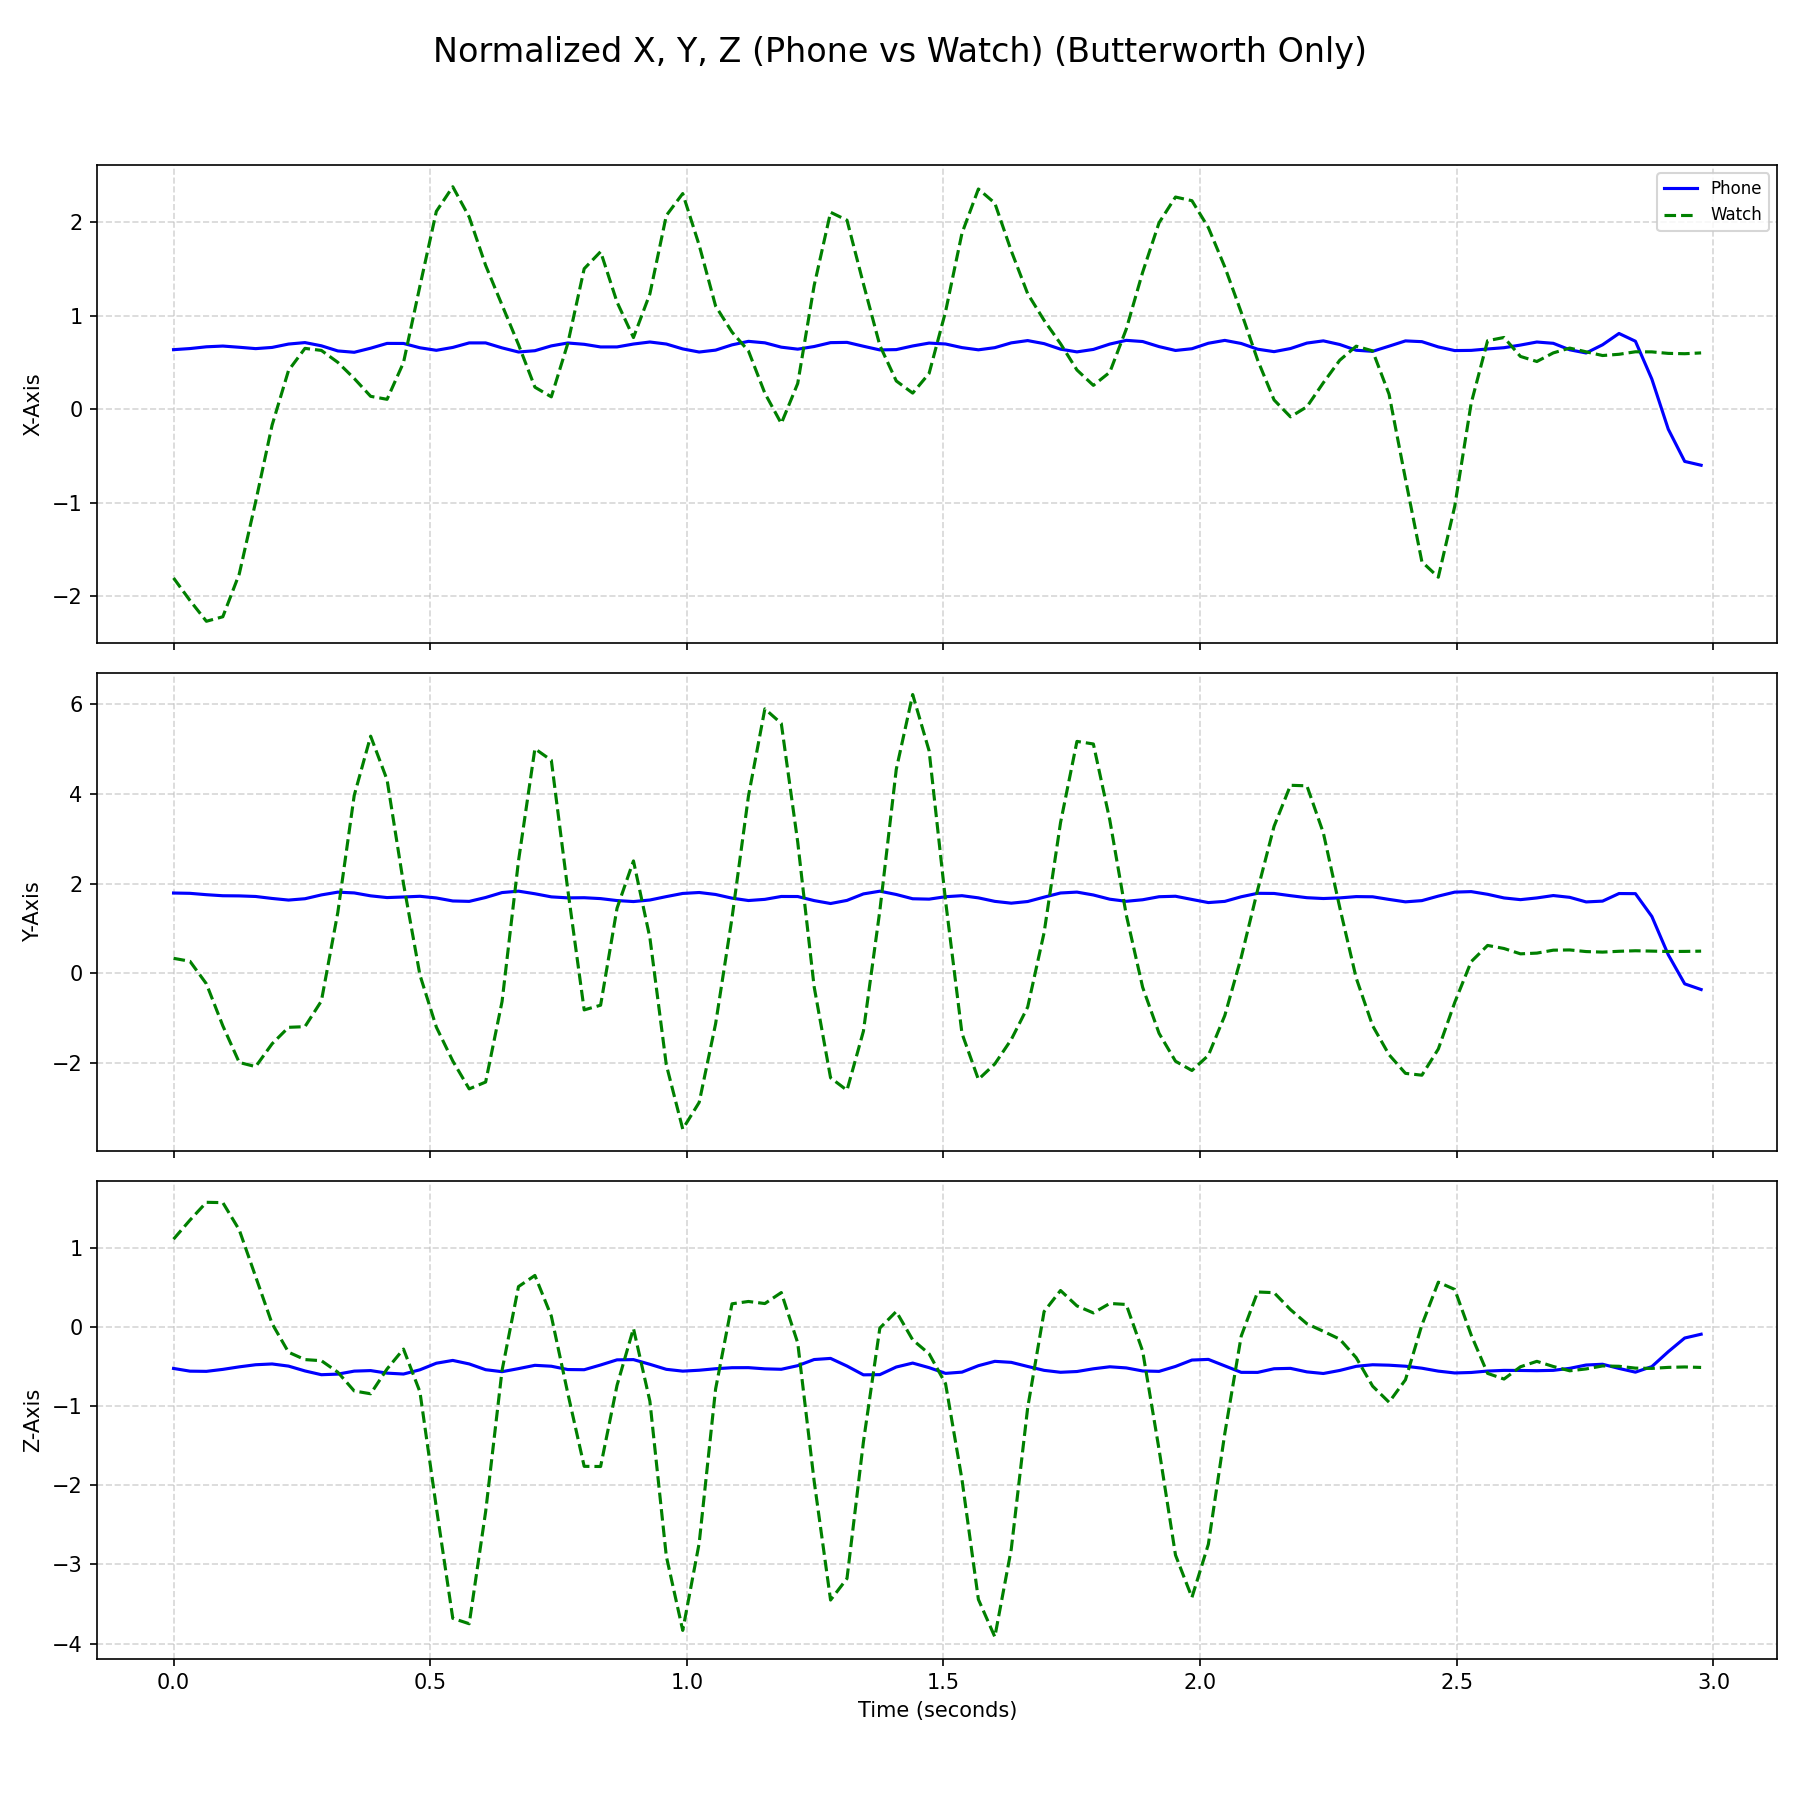 Normalized X, Y, Z (Phone vs Watch) (Butterworth Only)
Phone
Watch
2
1
0
−1
−2
X-Axis
6
4
2
0
−2
Y-Axis
1
0
−1
−2
−3
−4
Z-Axis
0.0 0.5 1.0 1.5 2.0 2.5 3.0
Time (seconds)